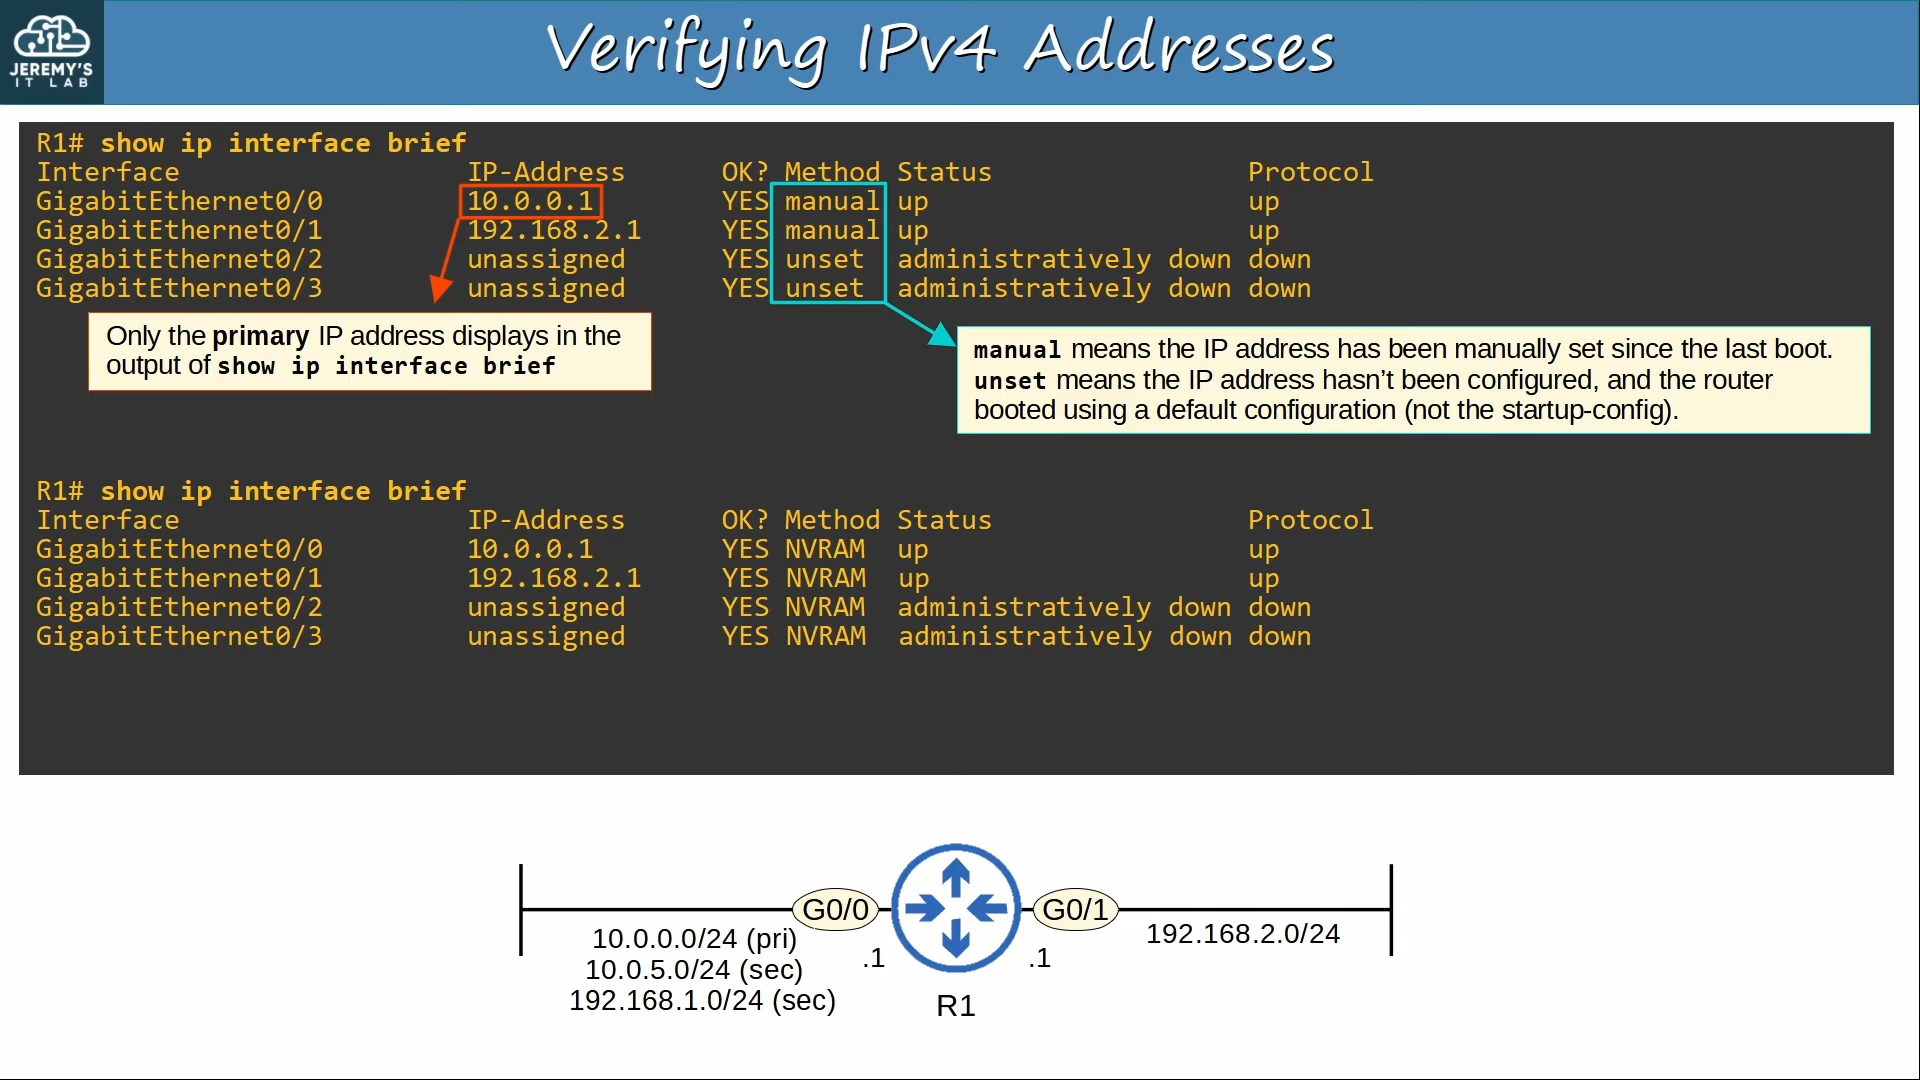 JEREMY'S
IT LAB
Verifying IPv4 Addresses
R1# show ip interface brief
Interface IP-Address OK? Method Status Protocol
GigabitEthernet0/0 10.0.0.1 YES manual up up
GigabitEthernet0/1 192.168.2.1 YES manual up up
GigabitEthernet0/2 unassigned YES unset administratively down down
GigabitEthernet0/3 unassigned YES unset administratively down down
Only the primary IP address displays in the
output of show ip interface brief
manual means the IP address has been manually set since the last boot.
unset means the IP address hasn’t been configured, and the router
booted using a default configuration (not the startup-config).
R1# show ip interface brief
Interface IP-Address OK? Method Status Protocol
GigabitEthernet0/0 10.0.0.1 YES NVRAM up up
GigabitEthernet0/1 192.168.2.1 YES NVRAM up up
GigabitEthernet0/2 unassigned YES NVRAM administratively down down
GigabitEthernet0/3 unassigned YES NVRAM administratively down down
G0/0 G0/1
10.0.0.0/24 (pri) 192.168.2.0/24
10.0.5.0/24 (sec) .1 .1
192.168.1.0/24 (sec) R1